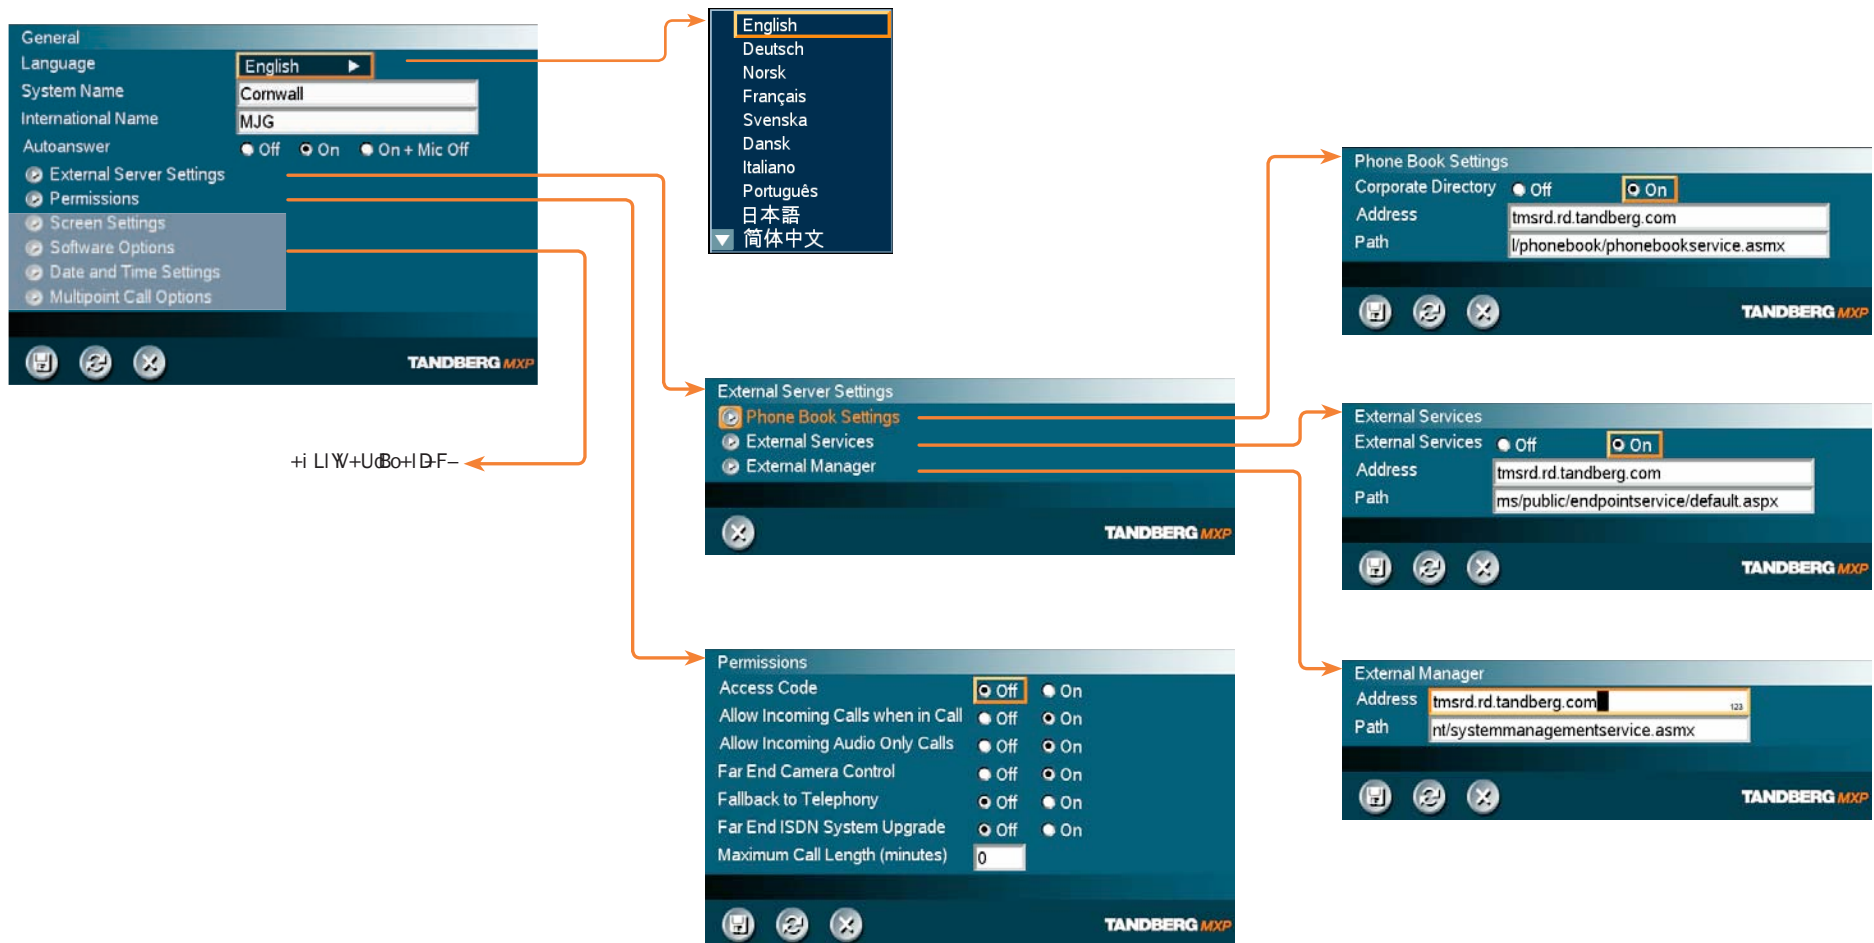 General
Language English
System Name Cornwall
International Name MJG
Autoanswer Off On On + Mic Off
External Server Settings
Permissions
Screen Settings
Software Options
Date and Time Settings
Multipoint Call Options
TANDBERG MXP
English
Deutsch
Norsk
Français
Svenska
Dansk
Italiano
Português
日本語
简体中文
External Server Settings
Phone Book Settings
External Services
External Manager
TANDBERG MXP
Permissions
Access Code Off On
Allow Incoming Calls when in Call Off On
Allow Incoming Audio Only Calls Off On
Far End Camera Control Off On
Fallback to Telephony Off On
Far End ISDN System Upgrade Off On
Maximum Call Length (minutes) 0
TANDBERG MXP
Phone Book Settings
Corporate Directory Off On
Address tmsrd.rd.tandberg.com
Path l/phonebook/phonebookservice.asmx
TANDBERG MXP
External Services
External Services Off On
Address tmsrd.rd.tandberg.com
Path ms/public/endpointservice/default.aspx
TANDBERG MXP
External Manager
Address tmsrd.rd.tandberg.com 123
Path nt/systemmanagementservice.asmx
TANDBERG MXP